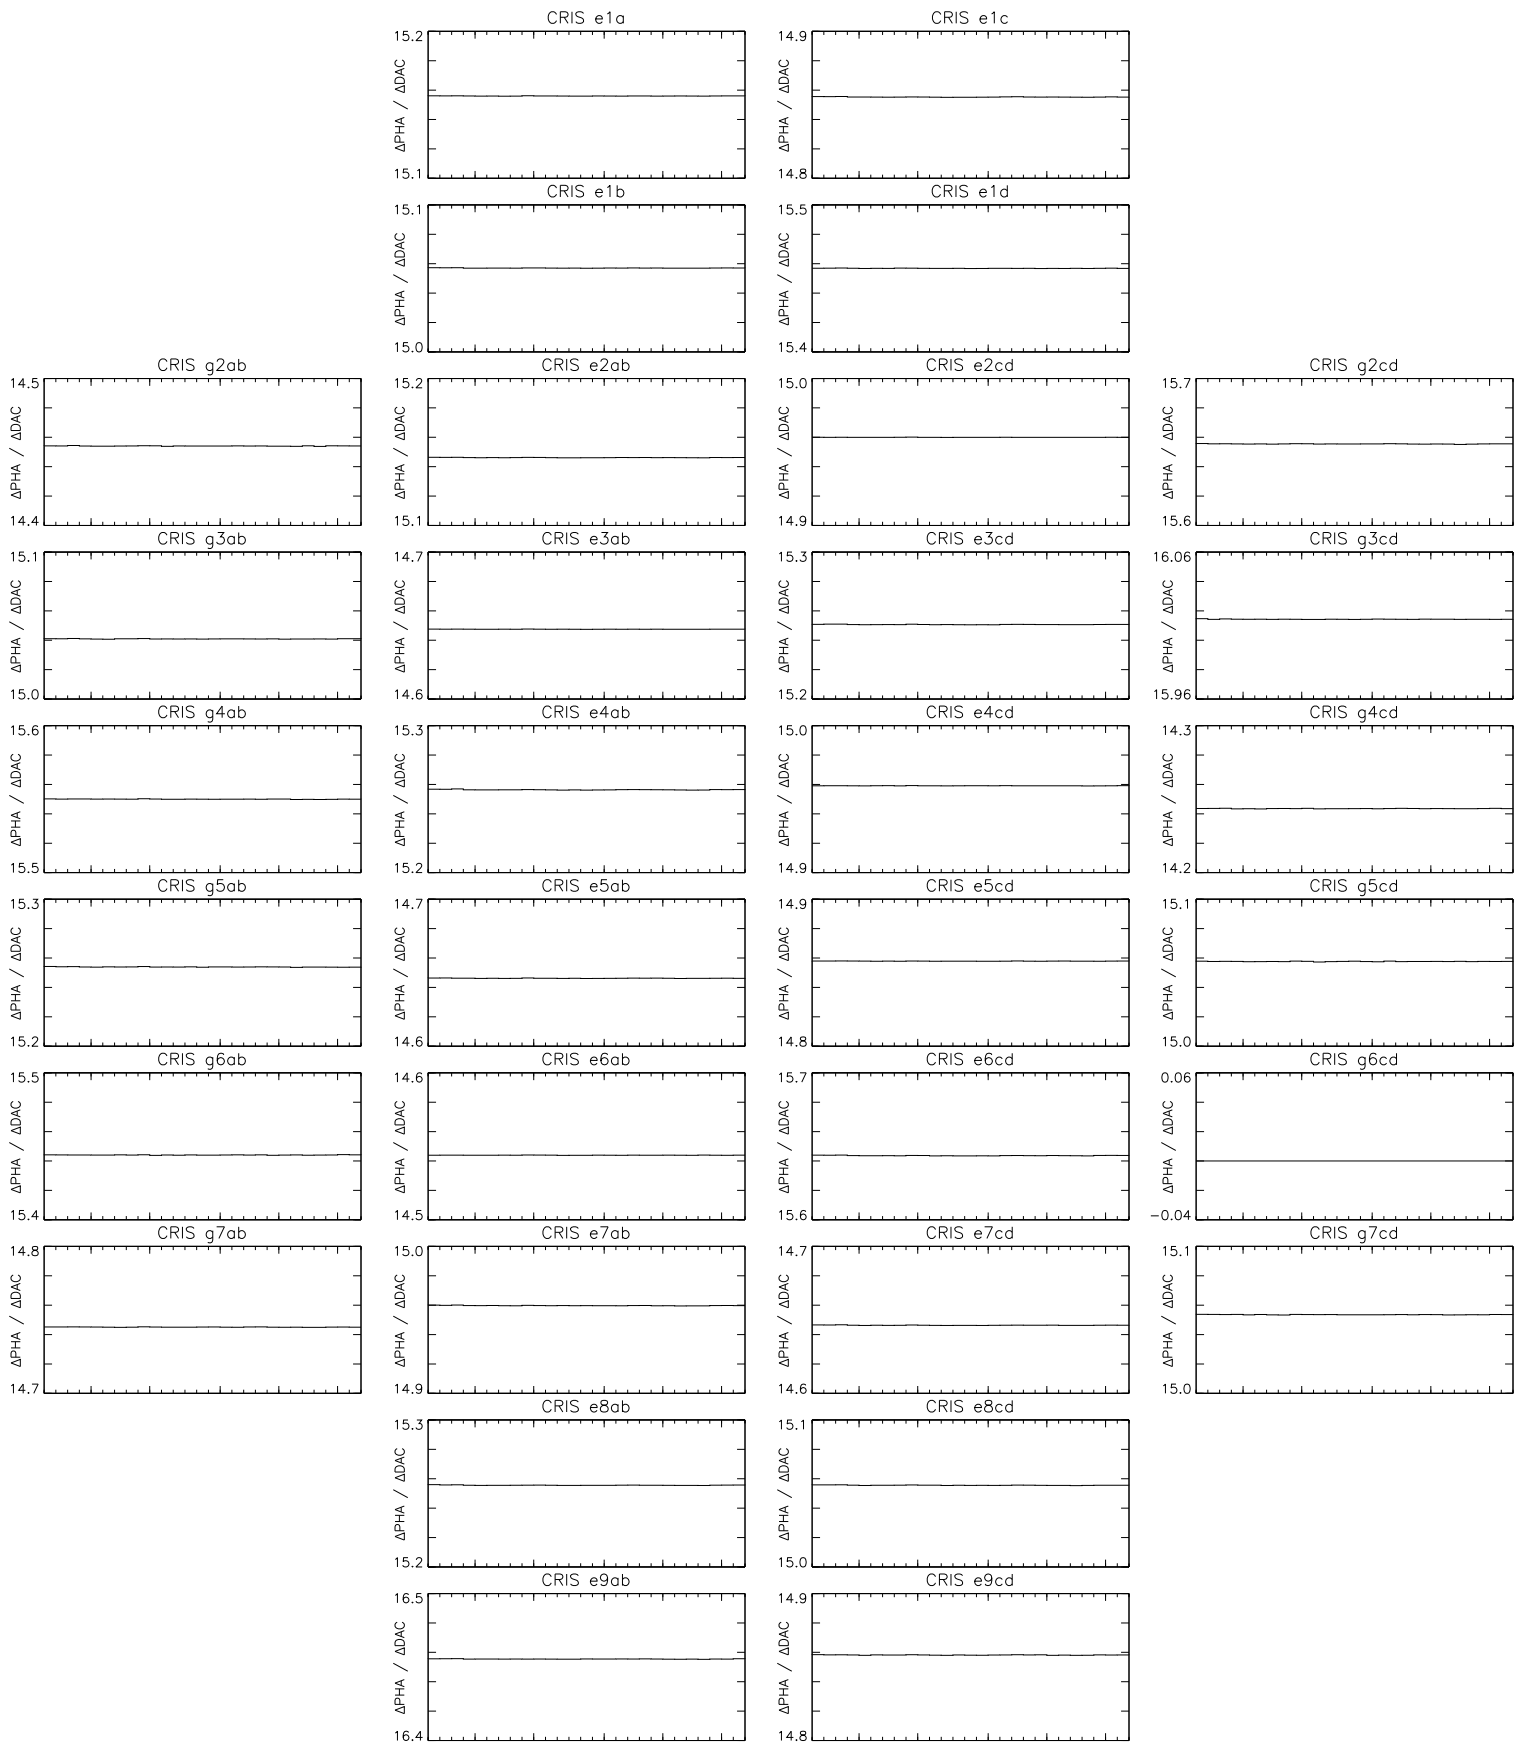 CRIS e1a
15.2
ΔPHA / ΔDAC
15.1
CRIS e1c
14.9
ΔPHA / ΔDAC
14.8
CRIS e1b
15.1
ΔPHA / ΔDAC
15.0
CRIS e1d
15.5
ΔPHA / ΔDAC
15.4
CRIS g2ab
14.5
ΔPHA / ΔDAC
14.4
CRIS e2ab
15.2
ΔPHA / ΔDAC
15.1
CRIS e2cd
15.0
ΔPHA / ΔDAC
14.9
CRIS g2cd
15.7
ΔPHA / ΔDAC
15.6
CRIS g3ab
15.1
ΔPHA / ΔDAC
15.0
CRIS e3ab
14.7
ΔPHA / ΔDAC
14.6
CRIS e3cd
15.3
ΔPHA / ΔDAC
15.2
CRIS g3cd
16.06
ΔPHA / ΔDAC
15.96
CRIS g4ab
15.6
ΔPHA / ΔDAC
15.5
CRIS e4ab
15.3
ΔPHA / ΔDAC
15.2
CRIS e4cd
15.0
ΔPHA / ΔDAC
14.9
CRIS g4cd
14.3
ΔPHA / ΔDAC
14.2
CRIS g5ab
15.3
ΔPHA / ΔDAC
15.2
CRIS e5ab
14.7
ΔPHA / ΔDAC
14.6
CRIS e5cd
14.9
ΔPHA / ΔDAC
14.8
CRIS g5cd
15.1
ΔPHA / ΔDAC
15.0
CRIS g6ab
15.5
ΔPHA / ΔDAC
15.4
CRIS e6ab
14.6
ΔPHA / ΔDAC
14.5
CRIS e6cd
15.7
ΔPHA / ΔDAC
15.6
CRIS g6cd
0.06
ΔPHA / ΔDAC
−0.04
CRIS g7ab
14.8
ΔPHA / ΔDAC
14.7
CRIS e7ab
15.0
ΔPHA / ΔDAC
14.9
CRIS e7cd
14.7
ΔPHA / ΔDAC
14.6
CRIS g7cd
15.1
ΔPHA / ΔDAC
15.0
CRIS e8ab
15.3
ΔPHA / ΔDAC
15.2
CRIS e8cd
15.1
ΔPHA / ΔDAC
15.0
CRIS e9ab
16.5
ΔPHA / ΔDAC
16.4
CRIS e9cd
14.9
ΔPHA / ΔDAC
14.8